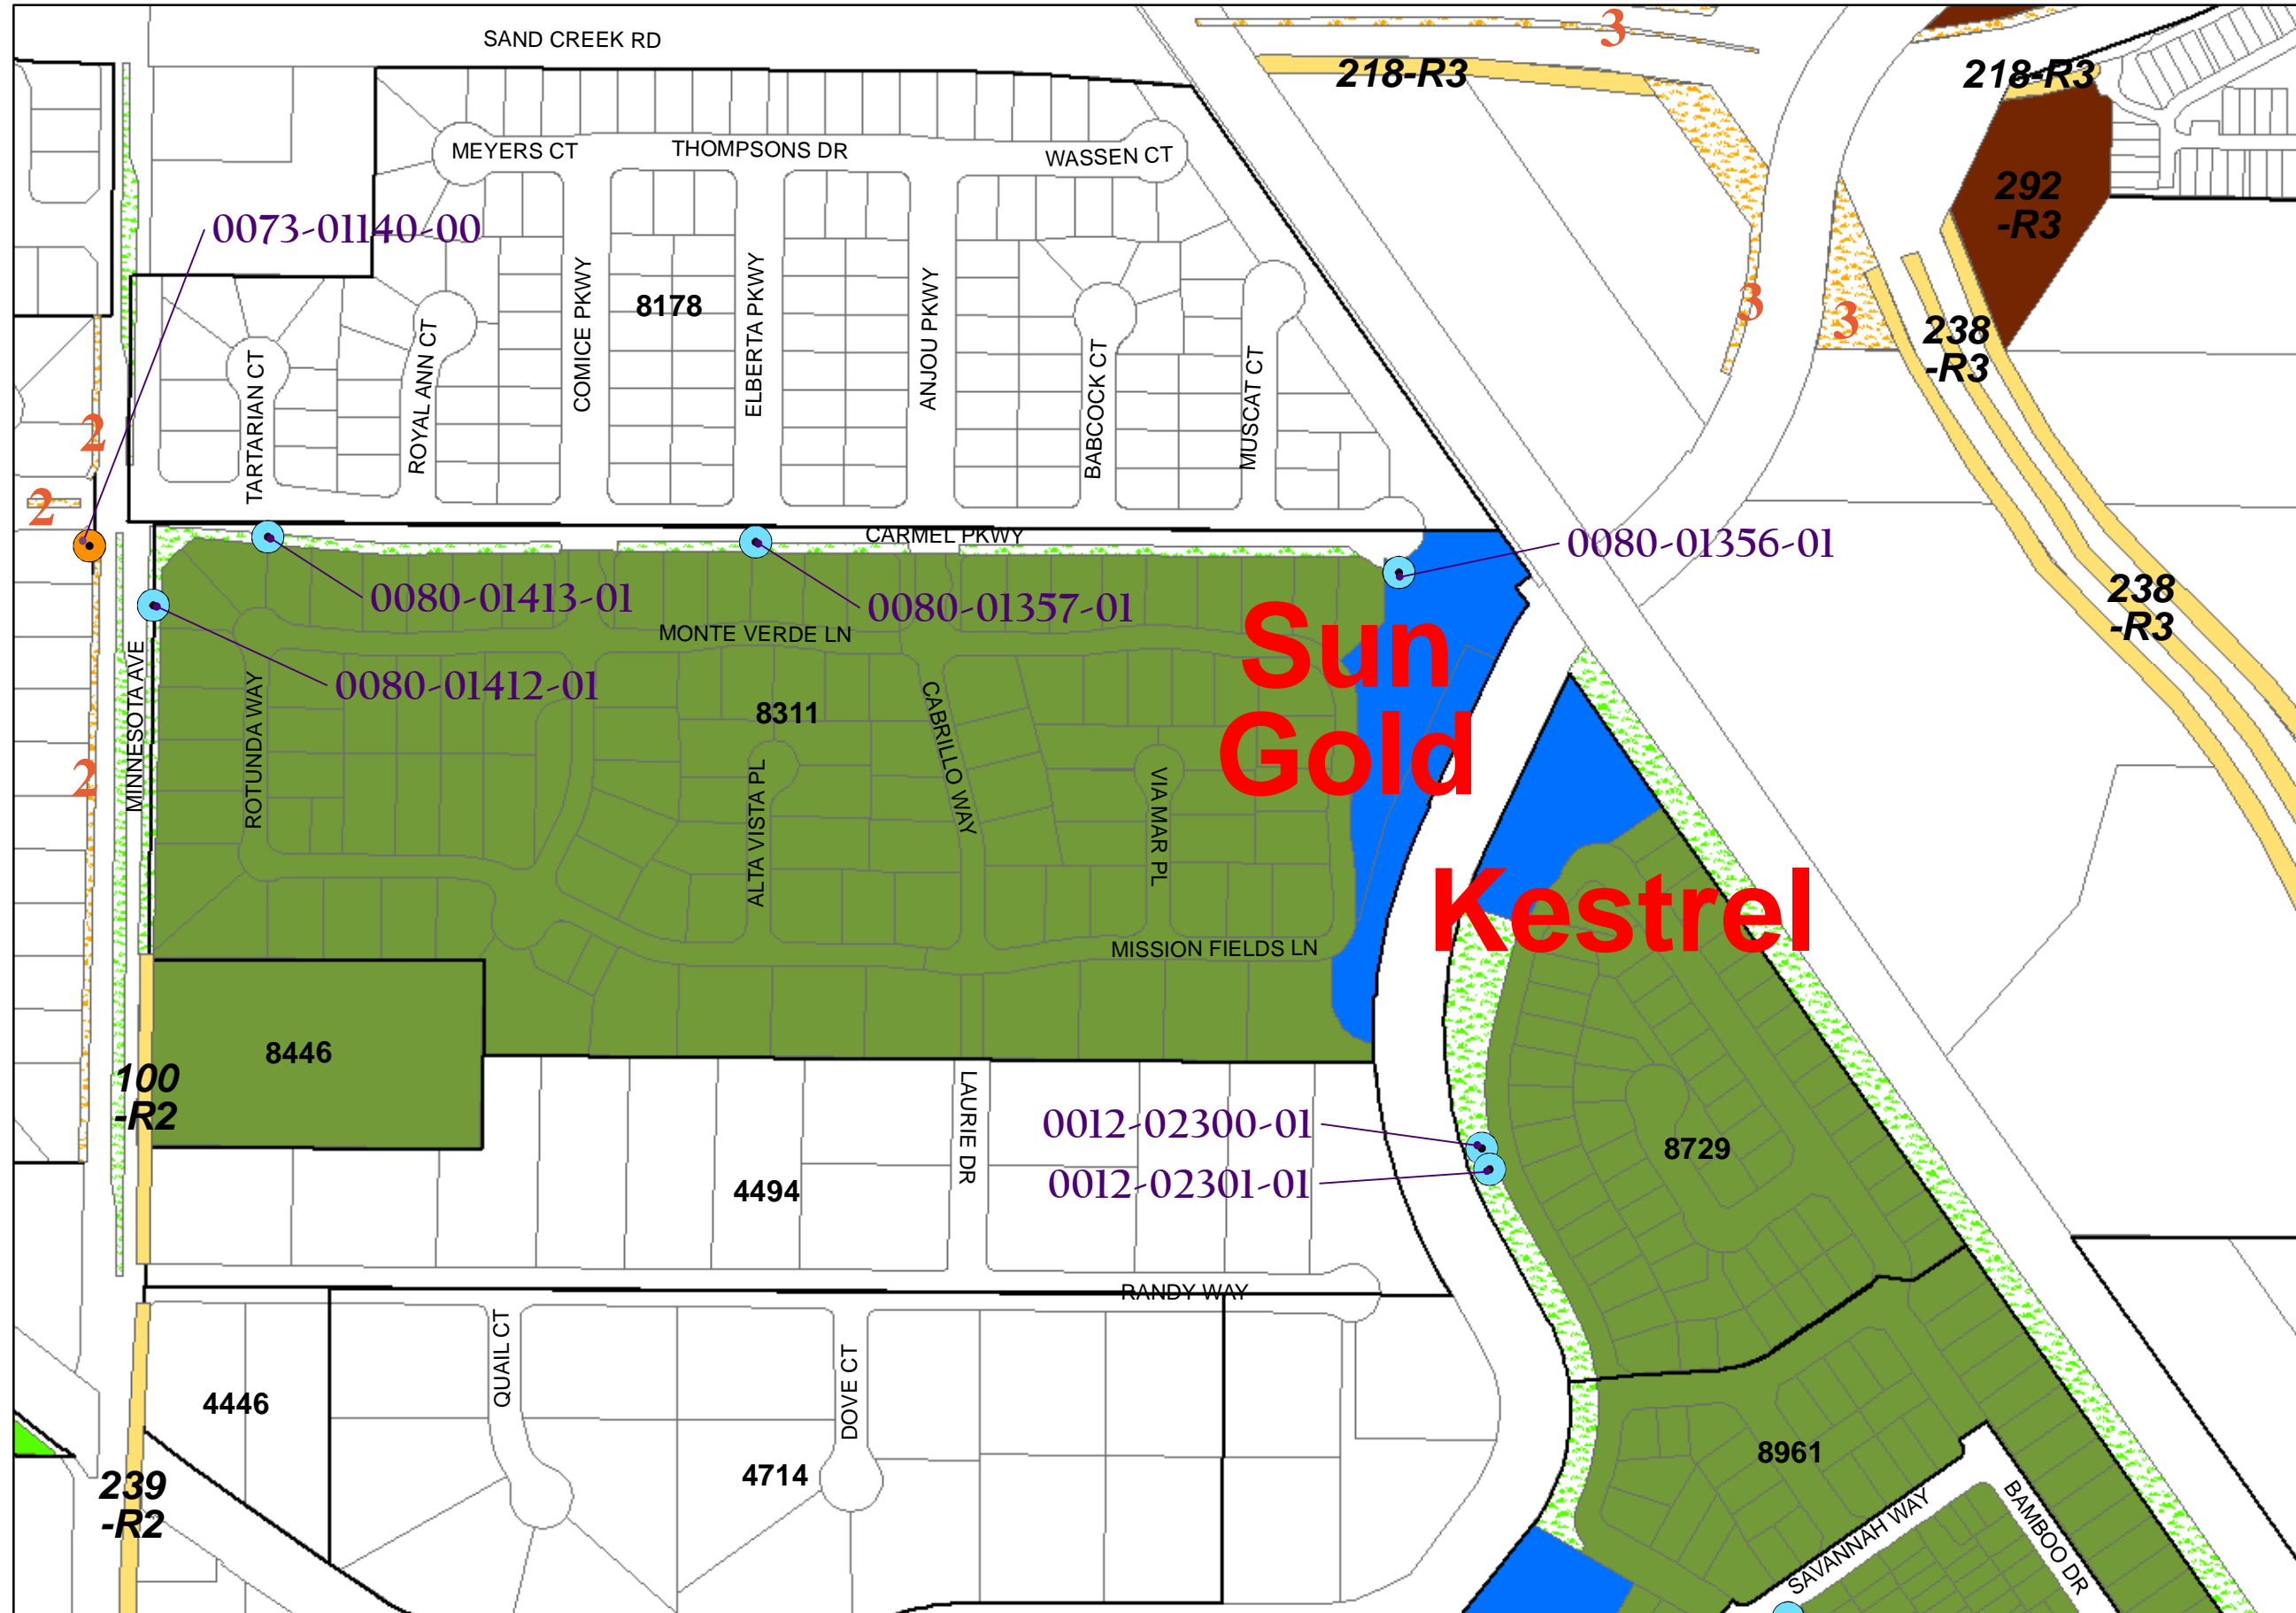 SAND CREEK RD
3
218-R3
218-R3
MEYERS CT
THOMPSONS DR
WASSEN CT
292
-R3
0073-01140-00
COMICE PKWY
8178
ELBERTA PKWY
ANJOU PKWY
3
3
238
-R3
TARTARIAN CT
ROYAL ANN CT
BABCOCK CT
MUSCAT CT
2
2
CARMEL PKWY
0080-01356-01
0080-01413-01
0080-01357-01
238
-R3
MONTE VERDE LN
Sun
Gold
0080-01412-01
MINNESOTA AVE
ROTUNDA WAY
8311
CABRILLO WAY
2
ALTA VISTA PL
VIA MAR PL
Kestrel
MISSION FIELDS LN
8446
100
-R2
LAURIE DR
0012-02300-01
8729
0012-02301-01
4494
RANDY WAY
QUAIL CT
DOVE CT
4446
4714
8961
239
-R2
SAVANNAH WAY
BAMBOO DR